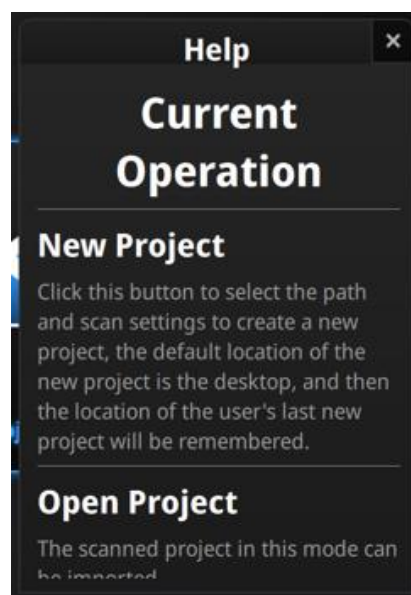 Help
×
Current
Operation
New Project
Click this button to select the path
and scan settings to create a new
project, the default location of the
new project is the desktop, and then
the location of the user's last new
project will be remembered.
Open Project
The scanned project in this mode can
be imported